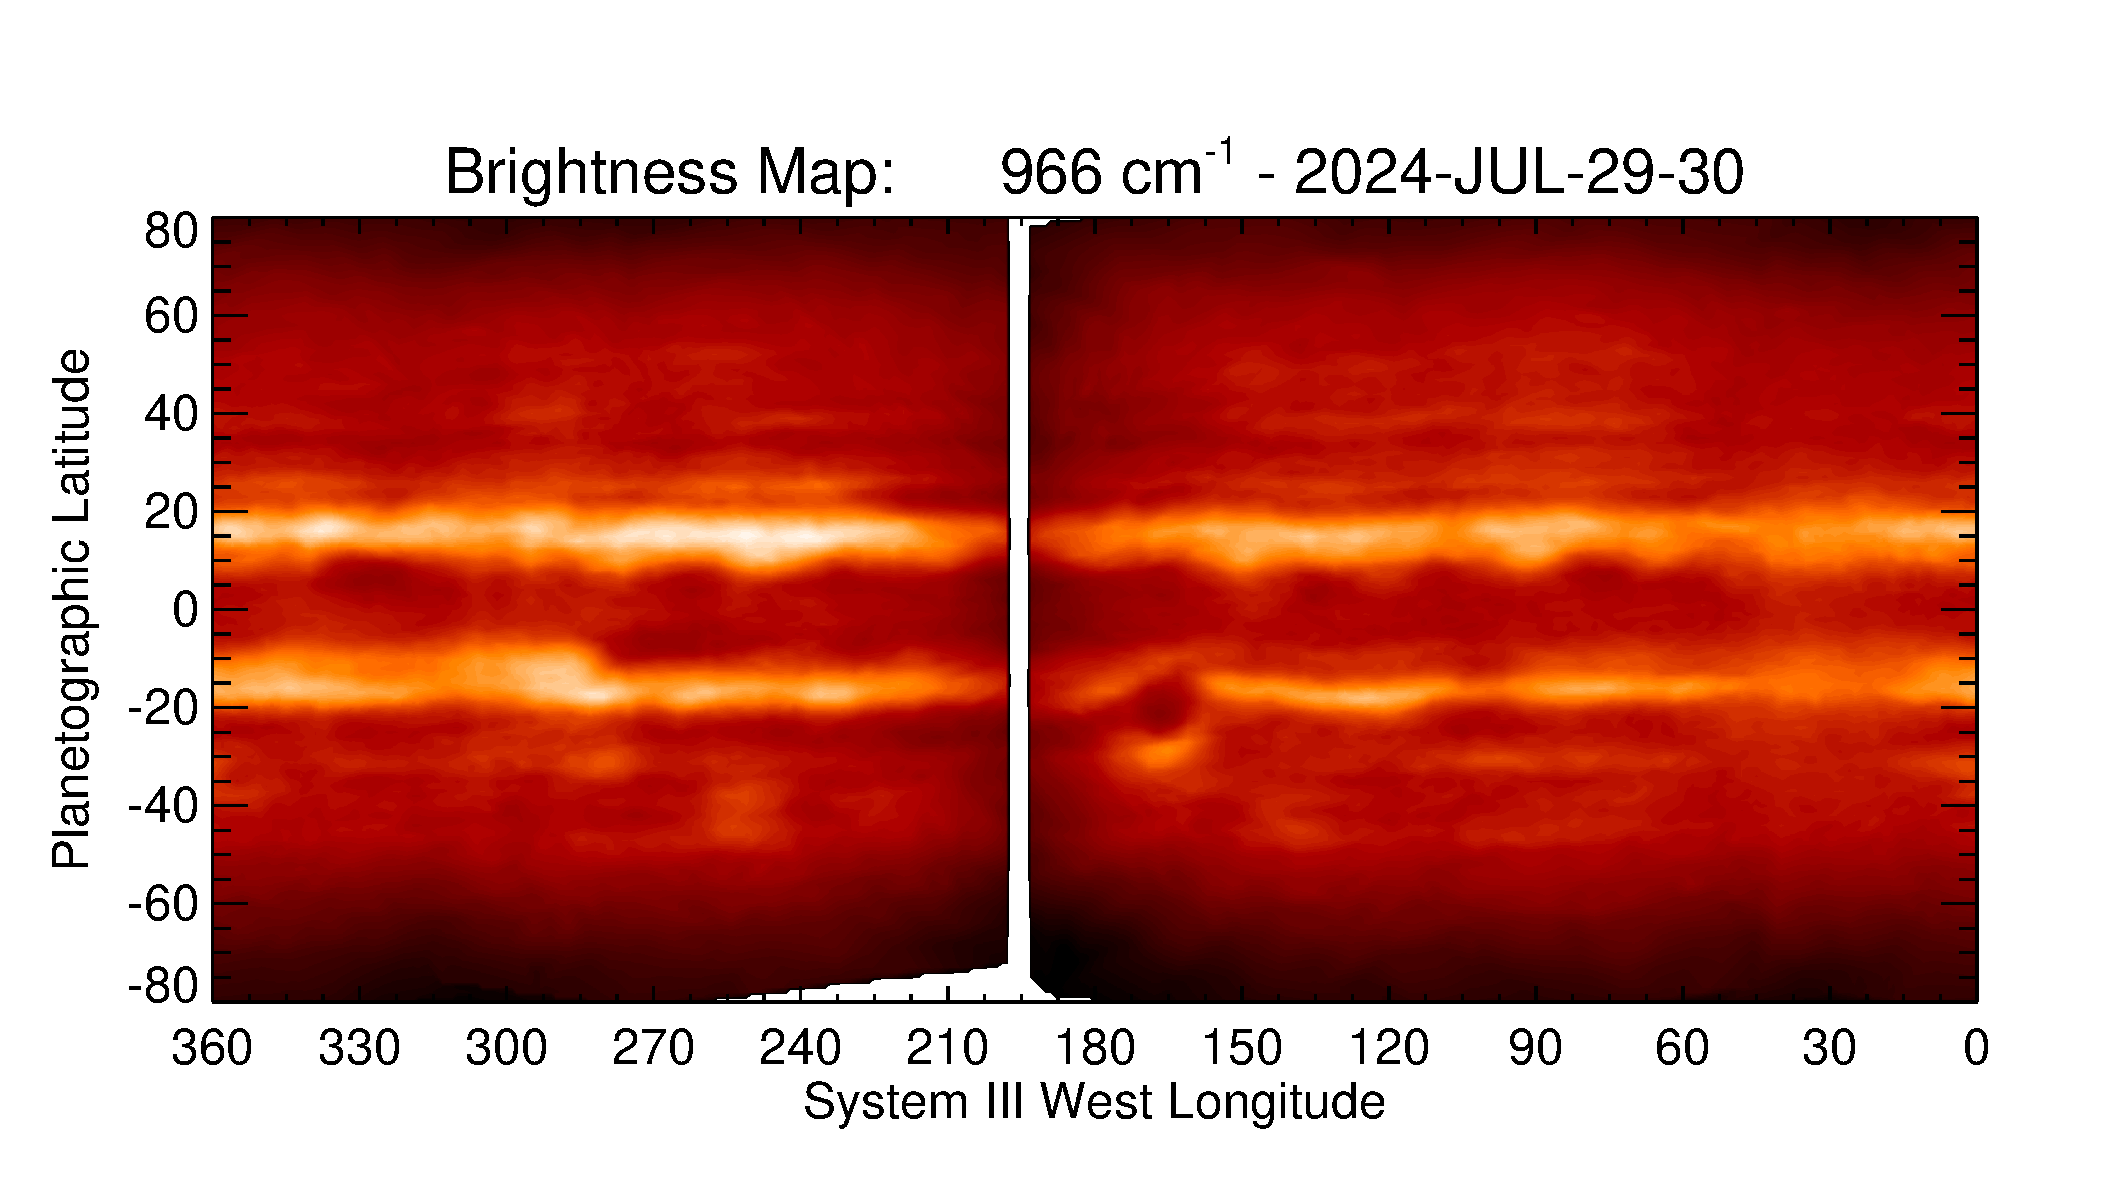 Brightness Map: 966 cm-1 - 2024-JUL-29-30
80
60
40
20
0
-20
-40
-60
-80
Planetographic Latitude
360 330 300 270 240 210 180 150 120 90 60 30 0
System III West Longitude